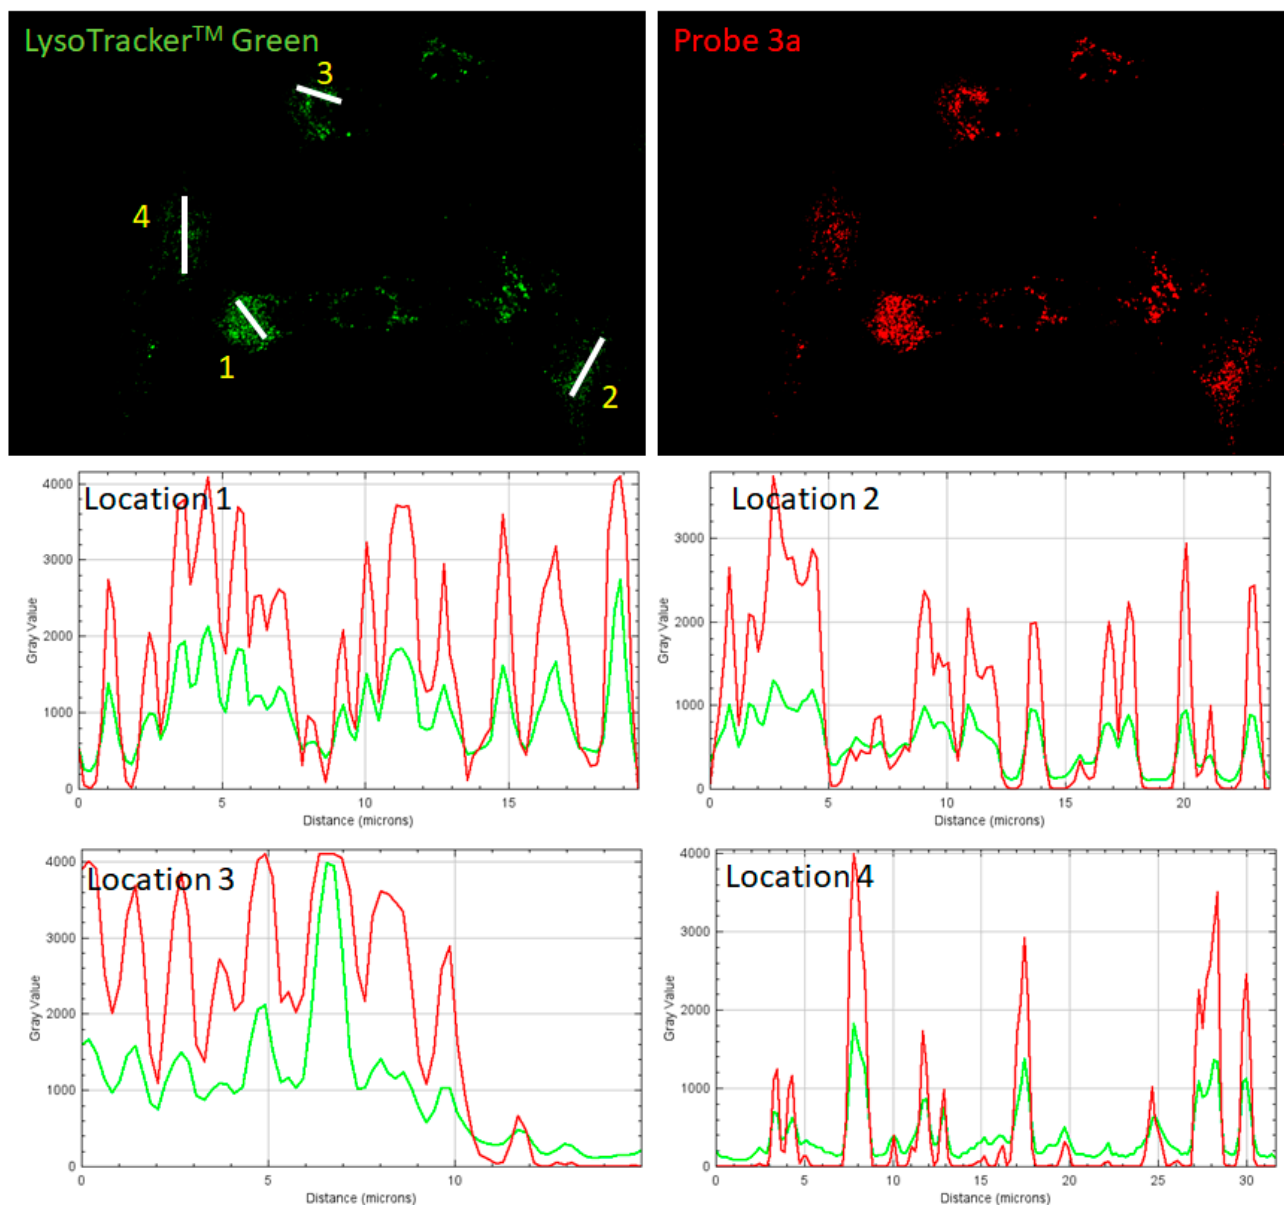 LysoTracker™ Green
3
4
1
2
Probe 3a
Location 1
4000
3000
2000
1000
0
Gray Value
0 5 10 15
Distance (microns)
Location 2
3000
2000
1000
0
Gray Value
0 5 10 15 20
Distance (microns)
Location 3
4000
3000
2000
1000
0
Gray Value
0 5 10
Distance (microns)
Location 4
4000
3000
2000
1000
0
Gray Value
0 5 10 15 20 25 30
Distance (microns)